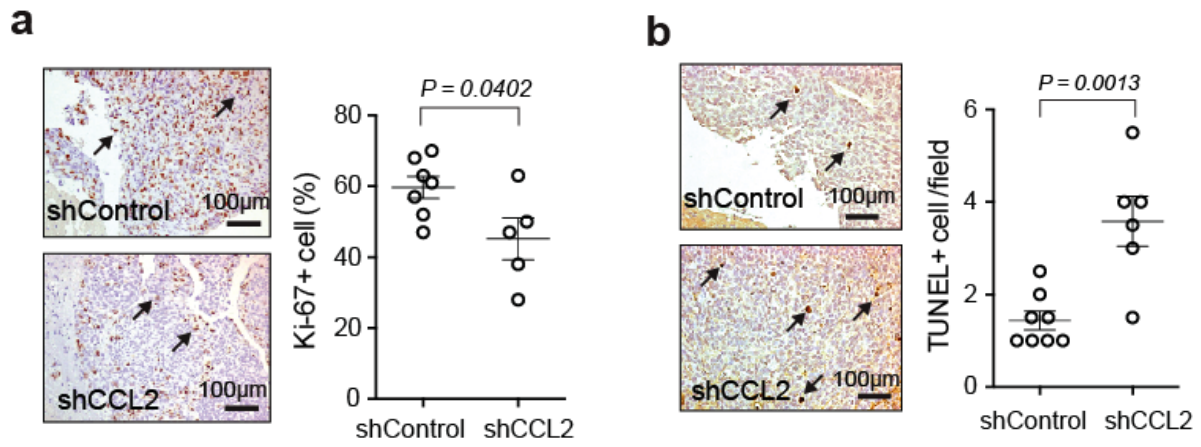 a
shControl
100µm
shCCL2
100µm
P = 0.0402
Ki-67+ cell (%)
80
60
40
20
0
shControl shCCL2
b
shControl
100µm
shCCL2
100µm
P = 0.0013
TUNEL+ cell /field
6
4
2
0
shControl shCCL2